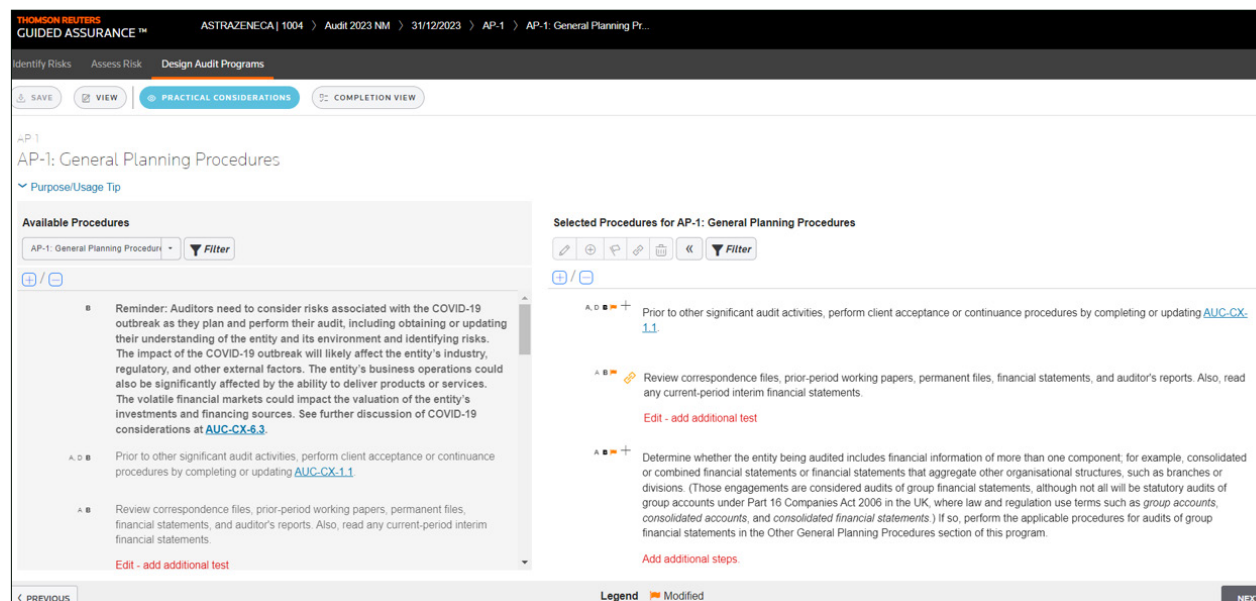 THOMSON REUTERS
GUIDED ASSURANCE ™
ASTRAZENECA | 1004 〉 Audit 2023 NM 〉 31/12/2023 〉 AP-1 〉 AP-1: General Planning Pr...
Identify Risks Assess Risk Design Audit Programs
SAVE VIEW PRACTICAL CONSIDERATIONS COMPLETION VIEW
AP 1
AP-1: General Planning Procedures
Purpose/Usage Tip
Available Procedures
AP-1: General Planning Procedur Filter
B Reminder: Auditors need to consider risks associated with the COVID-19
outbreak as they plan and perform their audit, including obtaining or updating
their understanding of the entity and its environment and identifying risks.
The impact of the COVID-19 outbreak will likely affect the entity's industry,
regulatory, and other external factors. The entity's business operations could
also be significantly affected by the ability to deliver products or services.
The volatile financial markets could impact the valuation of the entity's
investments and financing sources. See further discussion of COVID-19
considerations at AUC-CX-6.3.
A, D B Prior to other significant audit activities, perform client acceptance or continuance
procedures by completing or updating AUC-CX-1.1.
A B Review correspondence files, prior-period working papers, permanent files,
financial statements, and auditor's reports. Also, read any current-period interim
financial statements.
Edit - add additional test
Selected Procedures for AP-1: General Planning Procedures
Filter
A, D B Prior to other significant audit activities, perform client acceptance or continuance procedures by completing or updating AUC-CX-
1.1.
A B Review correspondence files, prior-period working papers, permanent files, financial statements, and auditor's reports. Also, read
any current-period interim financial statements.
Edit - add additional test
A B Determine whether the entity being audited includes financial information of more than one component; for example, consolidated
or combined financial statements or financial statements that aggregate other organisational structures, such as branches or
divisions. (Those engagements are considered audits of group financial statements, although not all will be statutory audits of
group accounts under Part 16 Companies Act 2006 in the UK, where law and regulation use terms such as group accounts,
consolidated accounts, and consolidated financial statements.) If so, perform the applicable procedures for audits of group
financial statements in the Other General Planning Procedures section of this program.
Add additional steps.
PREVIOUS
Legend Modified
NEX